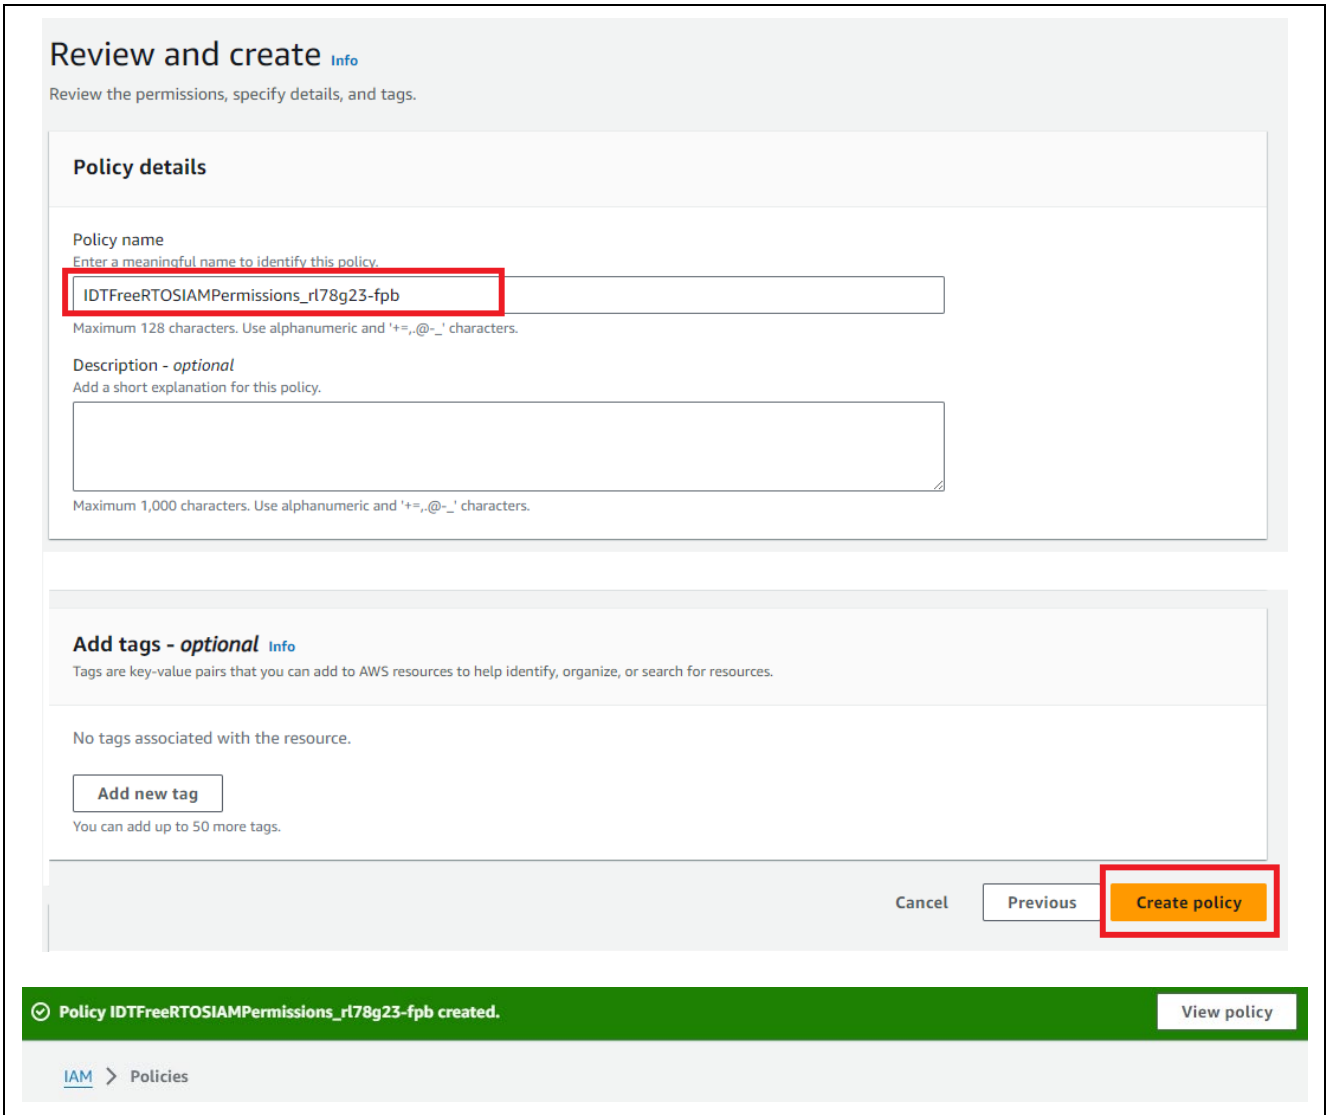 Review and create Info
Review the permissions, specify details, and tags.
Policy details
Policy name
Enter a meaningful name to identify this policy.
IDTFreeRTOSIAMPermissions_rl78g23-fpb
Maximum 128 characters. Use alphanumeric and '+=,.@-_' characters.
Description - optional
Add a short explanation for this policy.
Maximum 1,000 characters. Use alphanumeric and '+=,.@-_' characters.
Add tags - optional Info
Tags are key-value pairs that you can add to AWS resources to help identify, organize, or search for resources.
No tags associated with the resource.
Add new tag
You can add up to 50 more tags.
Cancel Previous Create policy
Policy IDTFreeRTOSIAMPermissions_rl78g23-fpb created. View policy
IAM > Policies